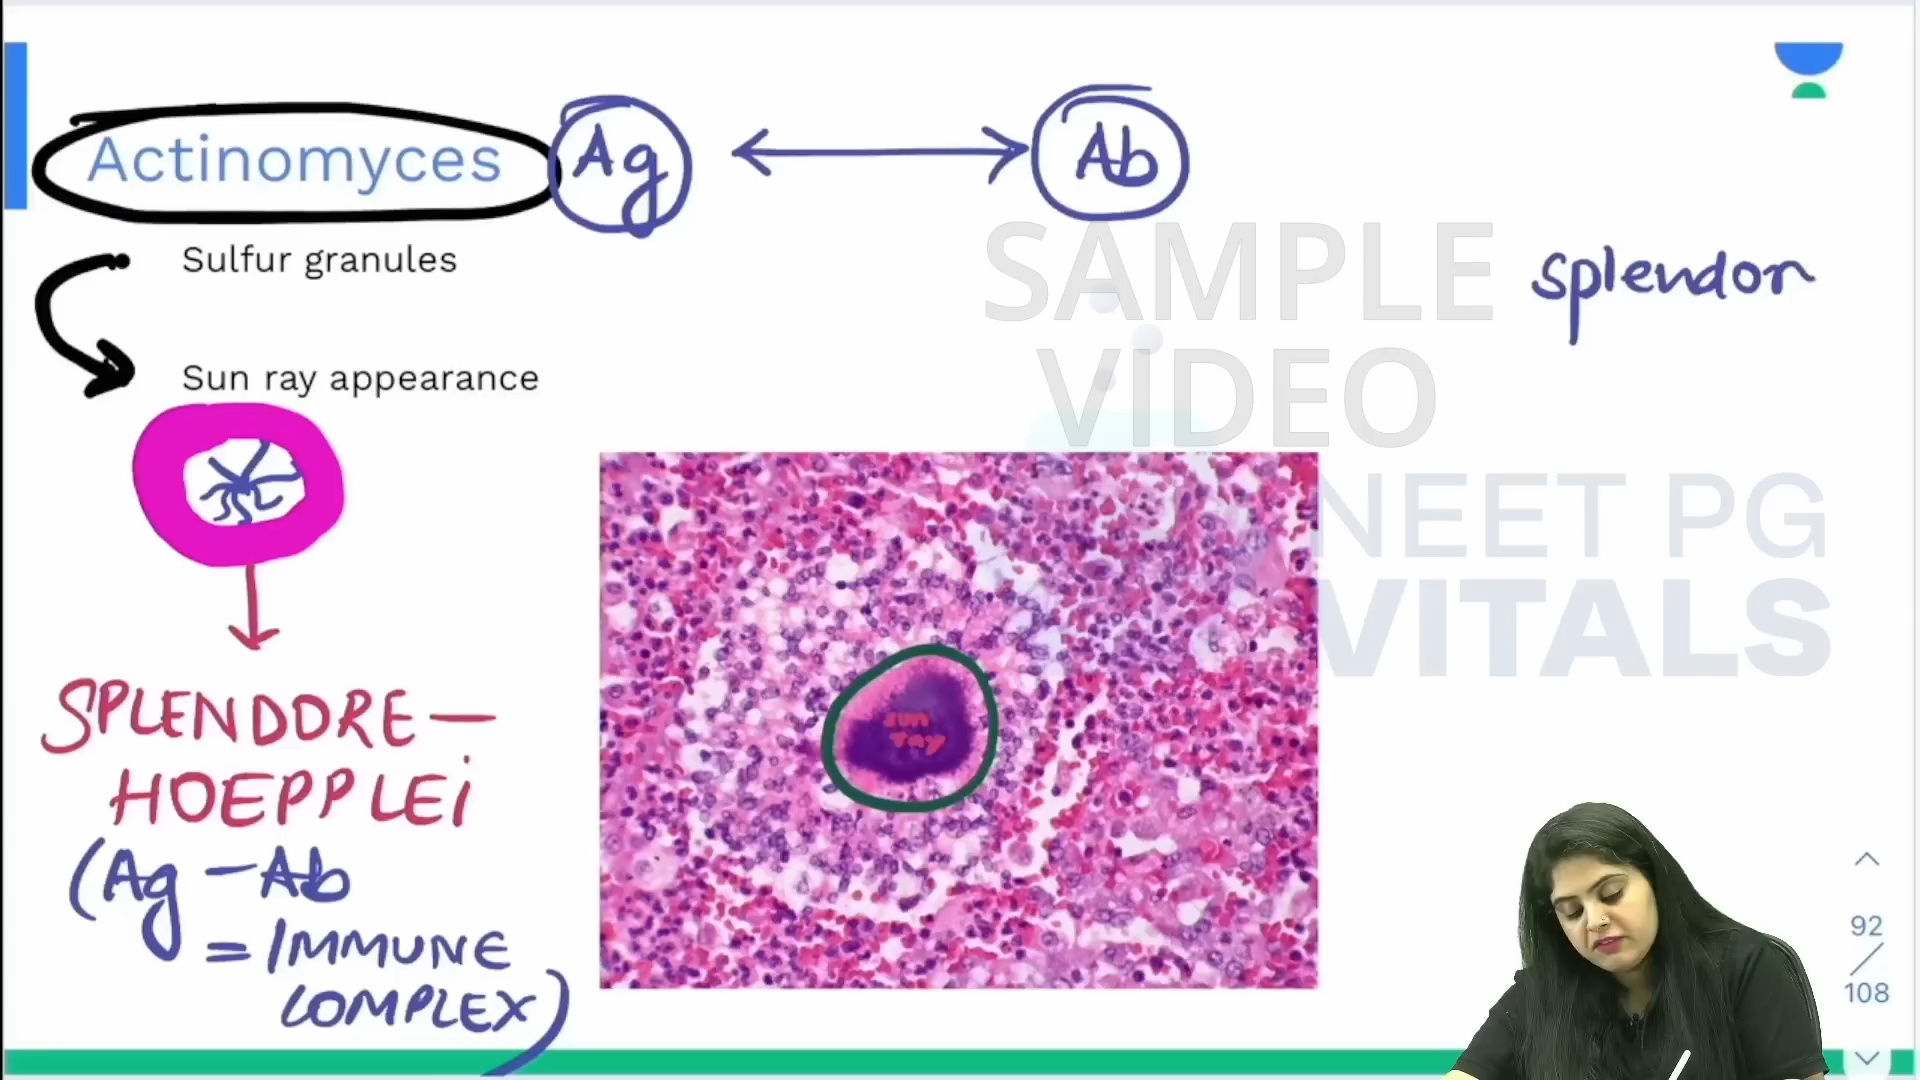 Actinomyces Ag Ab
Sulfur granules
Sun ray appearance
splendor
SAMPLE
VIDEO
NEET PG
VITALS
sun
ray
SPLENDORE-
HOEPPLEi
(Ag - Ab
= IMMUNE
COMPLEX)
92
108